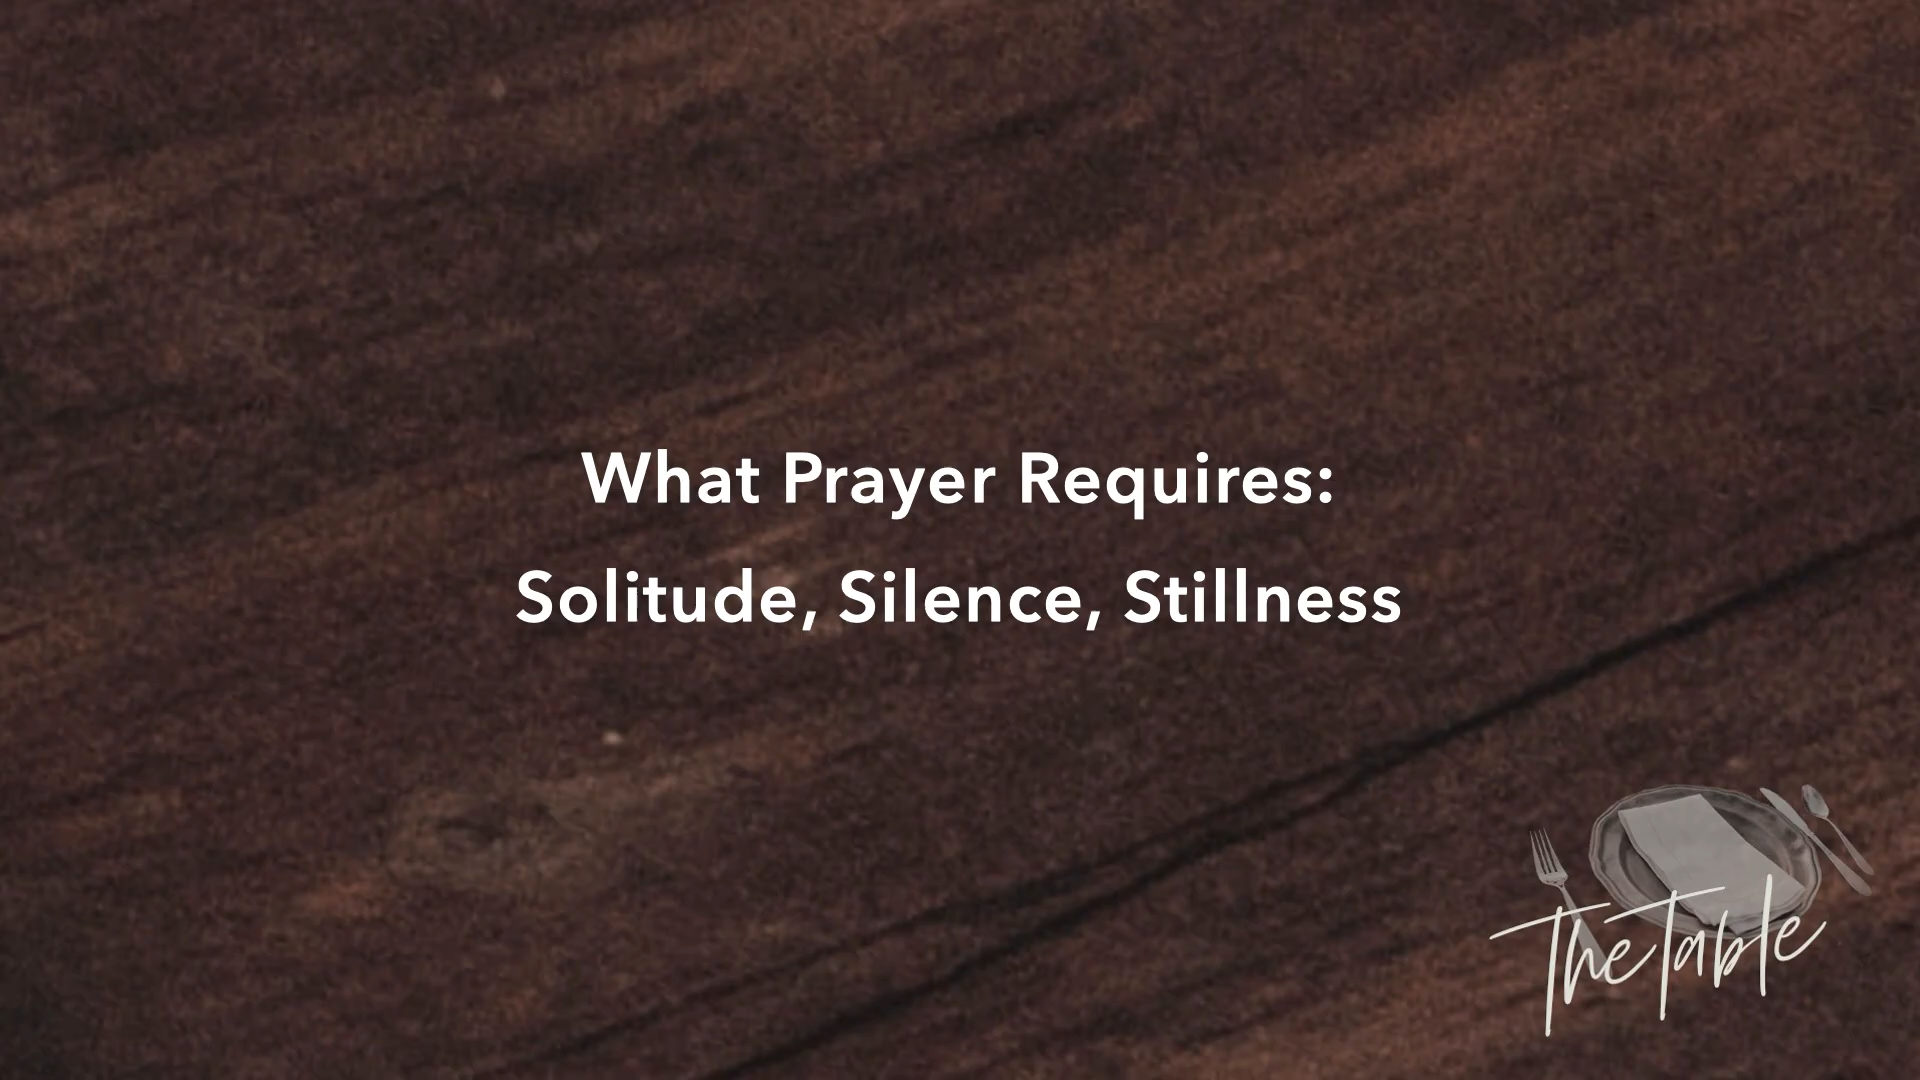 What Prayer Requires:
Solitude, Silence, Stillness
The Table